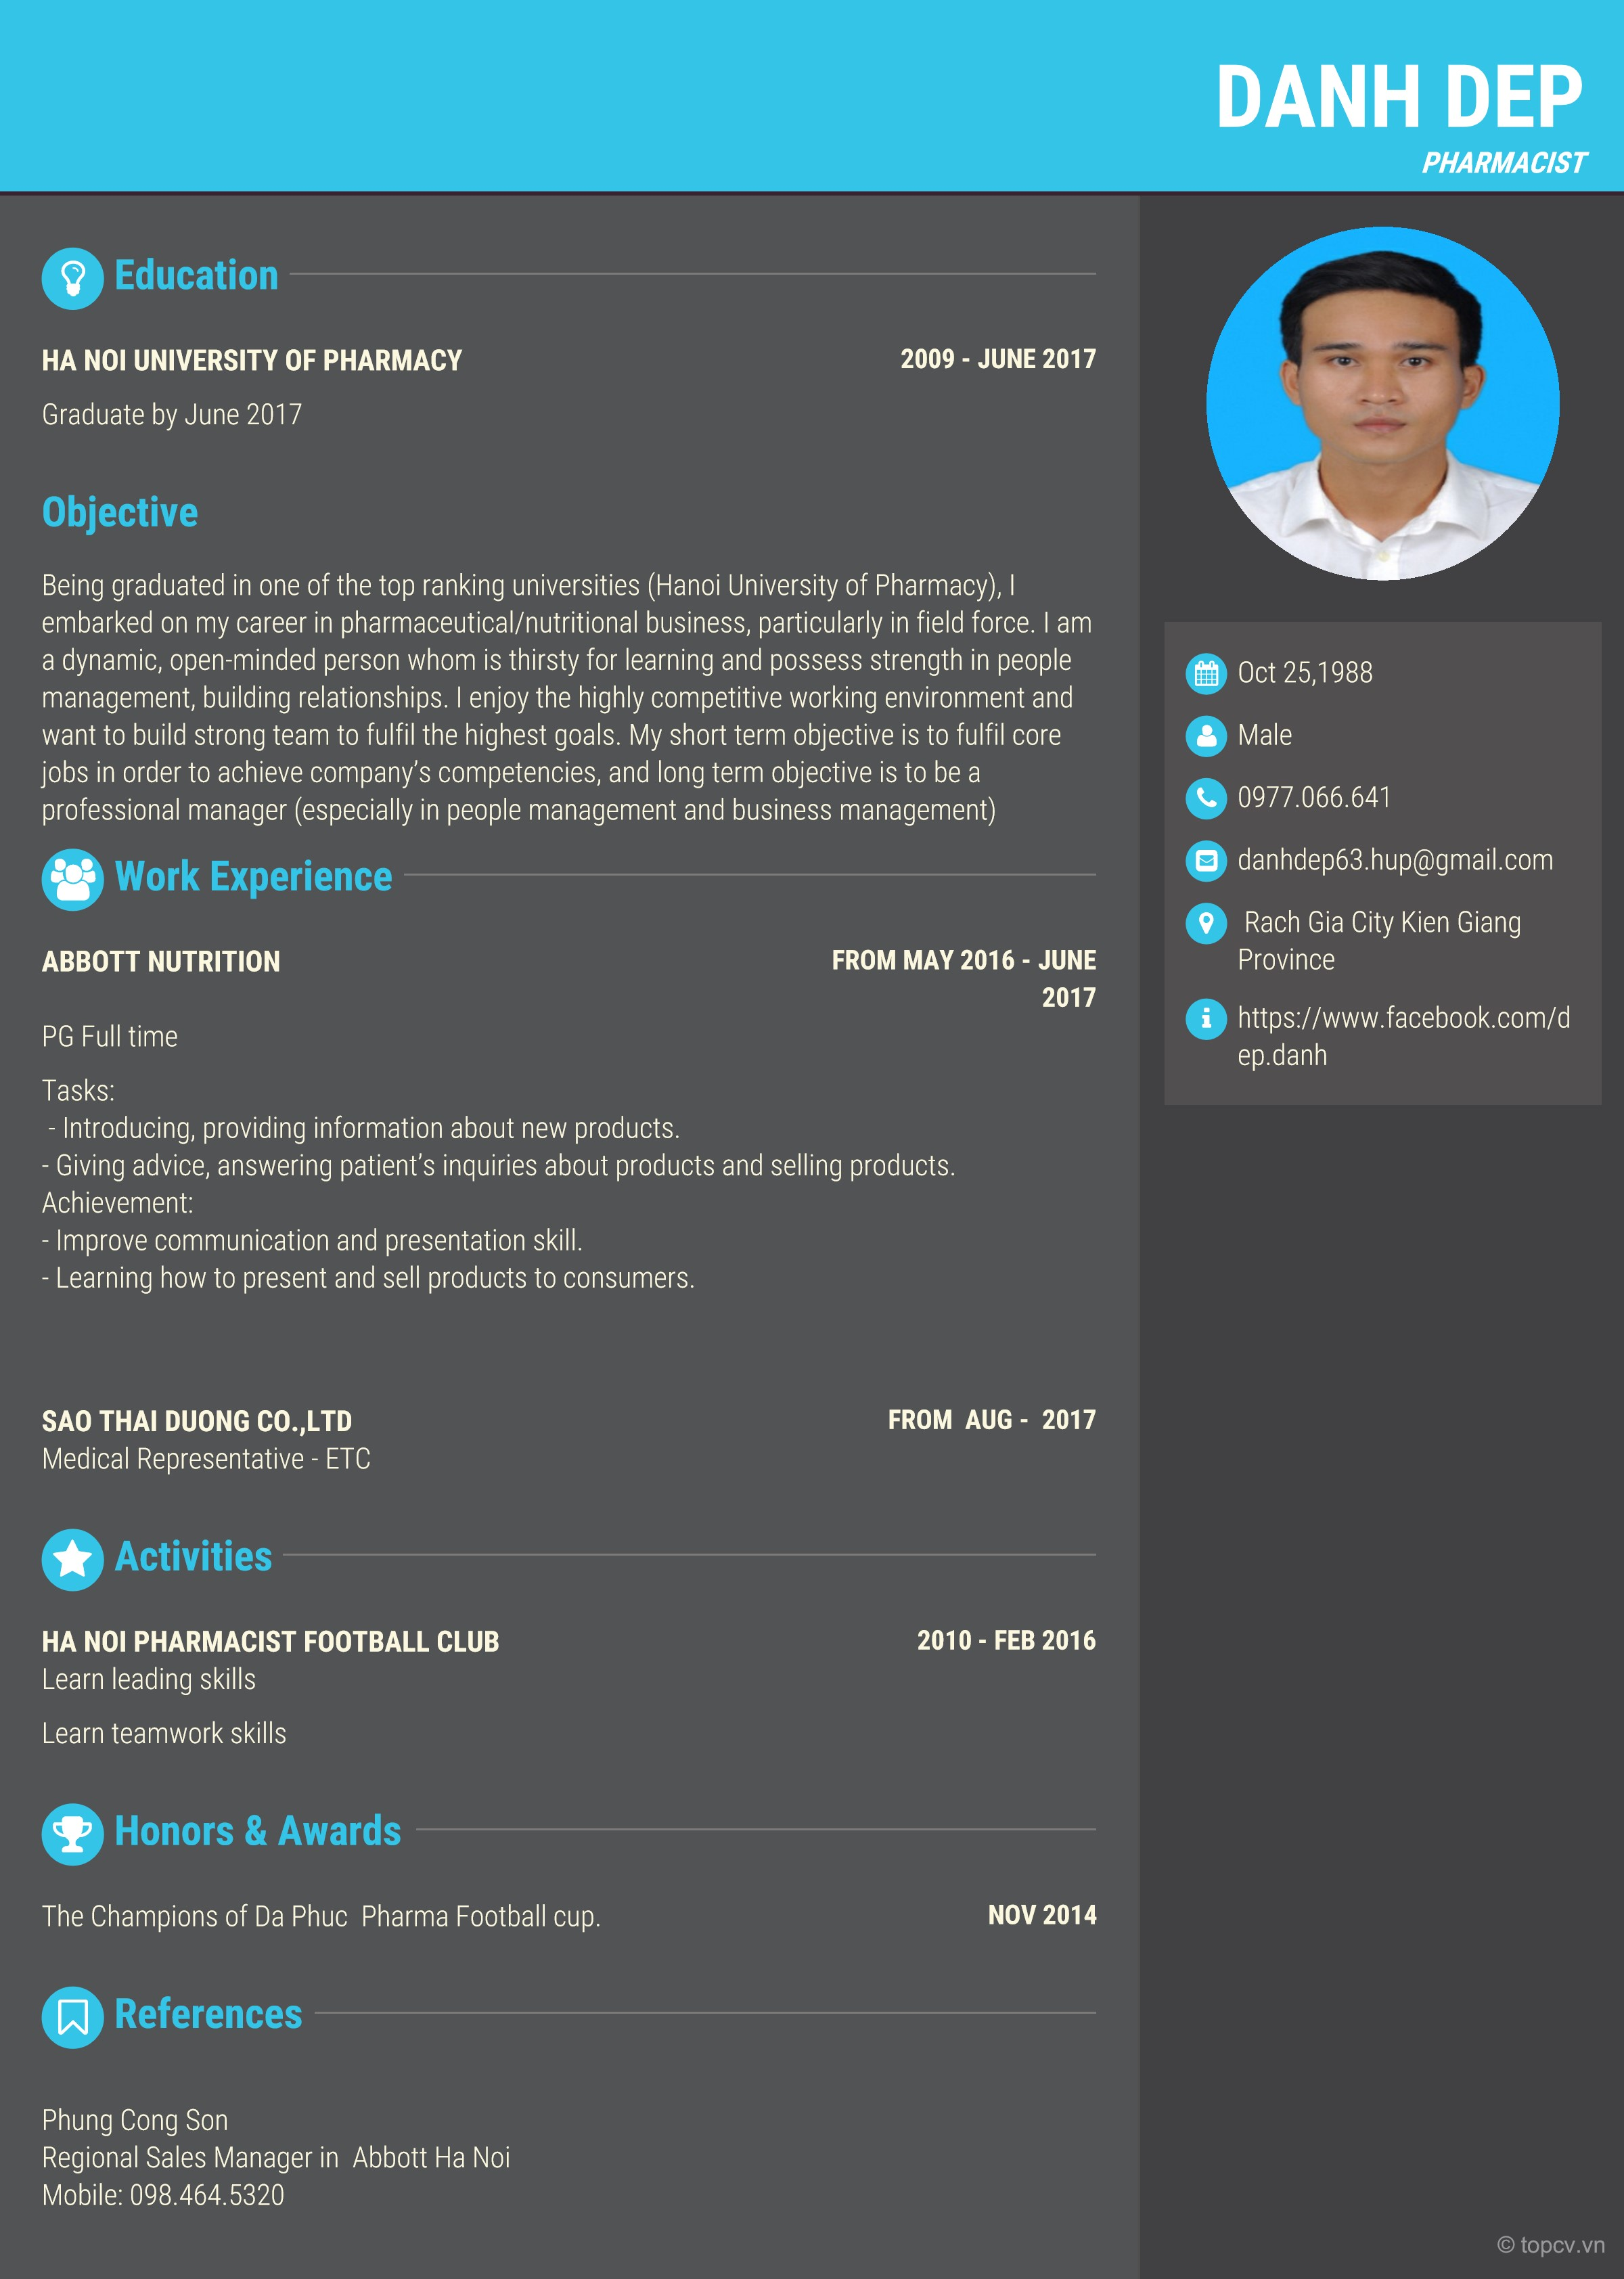 DANH DEP
PHARMACIST
Education
HA NOI UNIVERSITY OF PHARMACY
2009 - JUNE 2017
Graduate by June 2017
Objective
Being graduated in one of the top ranking universities (Hanoi University of Pharmacy), I
embarked on my career in pharmaceutical/nutritional business, particularly in field force. I am
a dynamic, open-minded person whom is thirsty for learning and possess strength in people
management, building relationships. I enjoy the highly competitive working environment and
want to build strong team to fulfil the highest goals. My short term objective is to fulfil core
jobs in order to achieve company’s competencies, and long term objective is to be a
professional manager (especially in people management and business management)
Work Experience
ABBOTT NUTRITION
FROM MAY 2016 - JUNE
2017
PG Full time
Tasks:
- Introducing, providing information about new products.
- Giving advice, answering patient’s inquiries about products and selling products.
Achievement:
- Improve communication and presentation skill.
- Learning how to present and sell products to consumers.
SAO THAI DUONG CO.,LTD
FROM AUG - 2017
Medical Representative - ETC
Activities
HA NOI PHARMACIST FOOTBALL CLUB
2010 - FEB 2016
Learn leading skills
Learn teamwork skills
Honors & Awards
The Champions of Da Phuc Pharma Football cup.
NOV 2014
References
Phung Cong Son
Regional Sales Manager in Abbott Ha Noi
Mobile: 098.464.5320
Oct 25,1988
Male
0977.066.641
danhdep63.hup@gmail.com
Rach Gia City Kien Giang
Province
https://www.facebook.com/d
ep.danh
© topcv.vn